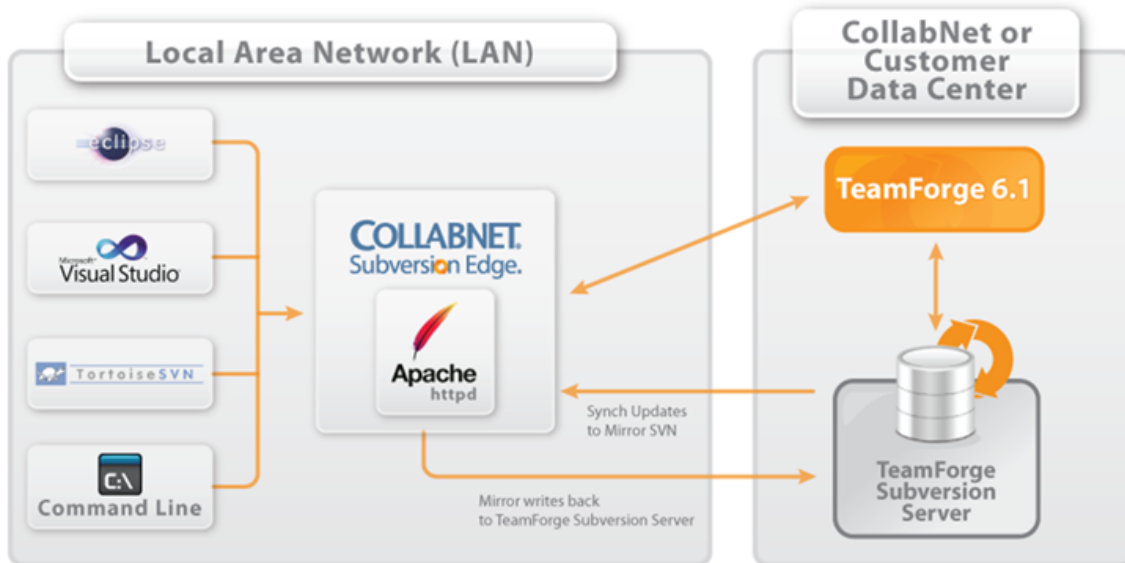 Local Area Network (LAN)
CollabNet or
Customer
Data Center
eclipse
Microsoft
Visual Studio
TortoiseSVN
C:\
Command Line
COLLABNET.
Subversion Edge.
Apache
httpd
TeamForge 6.1
Synch Updates
to Mirror SVN
Mirror writes back
to TeamForge Subversion Server
TeamForge
Subversion
Server